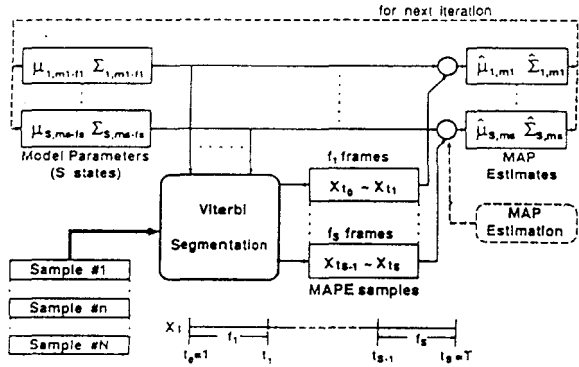 for next iteration
μ1,m1-f1 Σ1,m1-f1
μ̂1,m1 Σ̂1,m1
μS,ms-fs ΣS,ms-fs
μ̂S,ms Σ̂S,ms
Model Parameters
(S states)
MAP
Estimates
f1 frames
Xt0 ~ Xt1
Viterbi
Segmentation
MAP
Estimation
fS frames
XtS-1 ~ XtS
MAPE samples
Sample #1
Sample #n
Sample #N
Xt
f1
fS
t0=1
t1
tS-1
tS=T